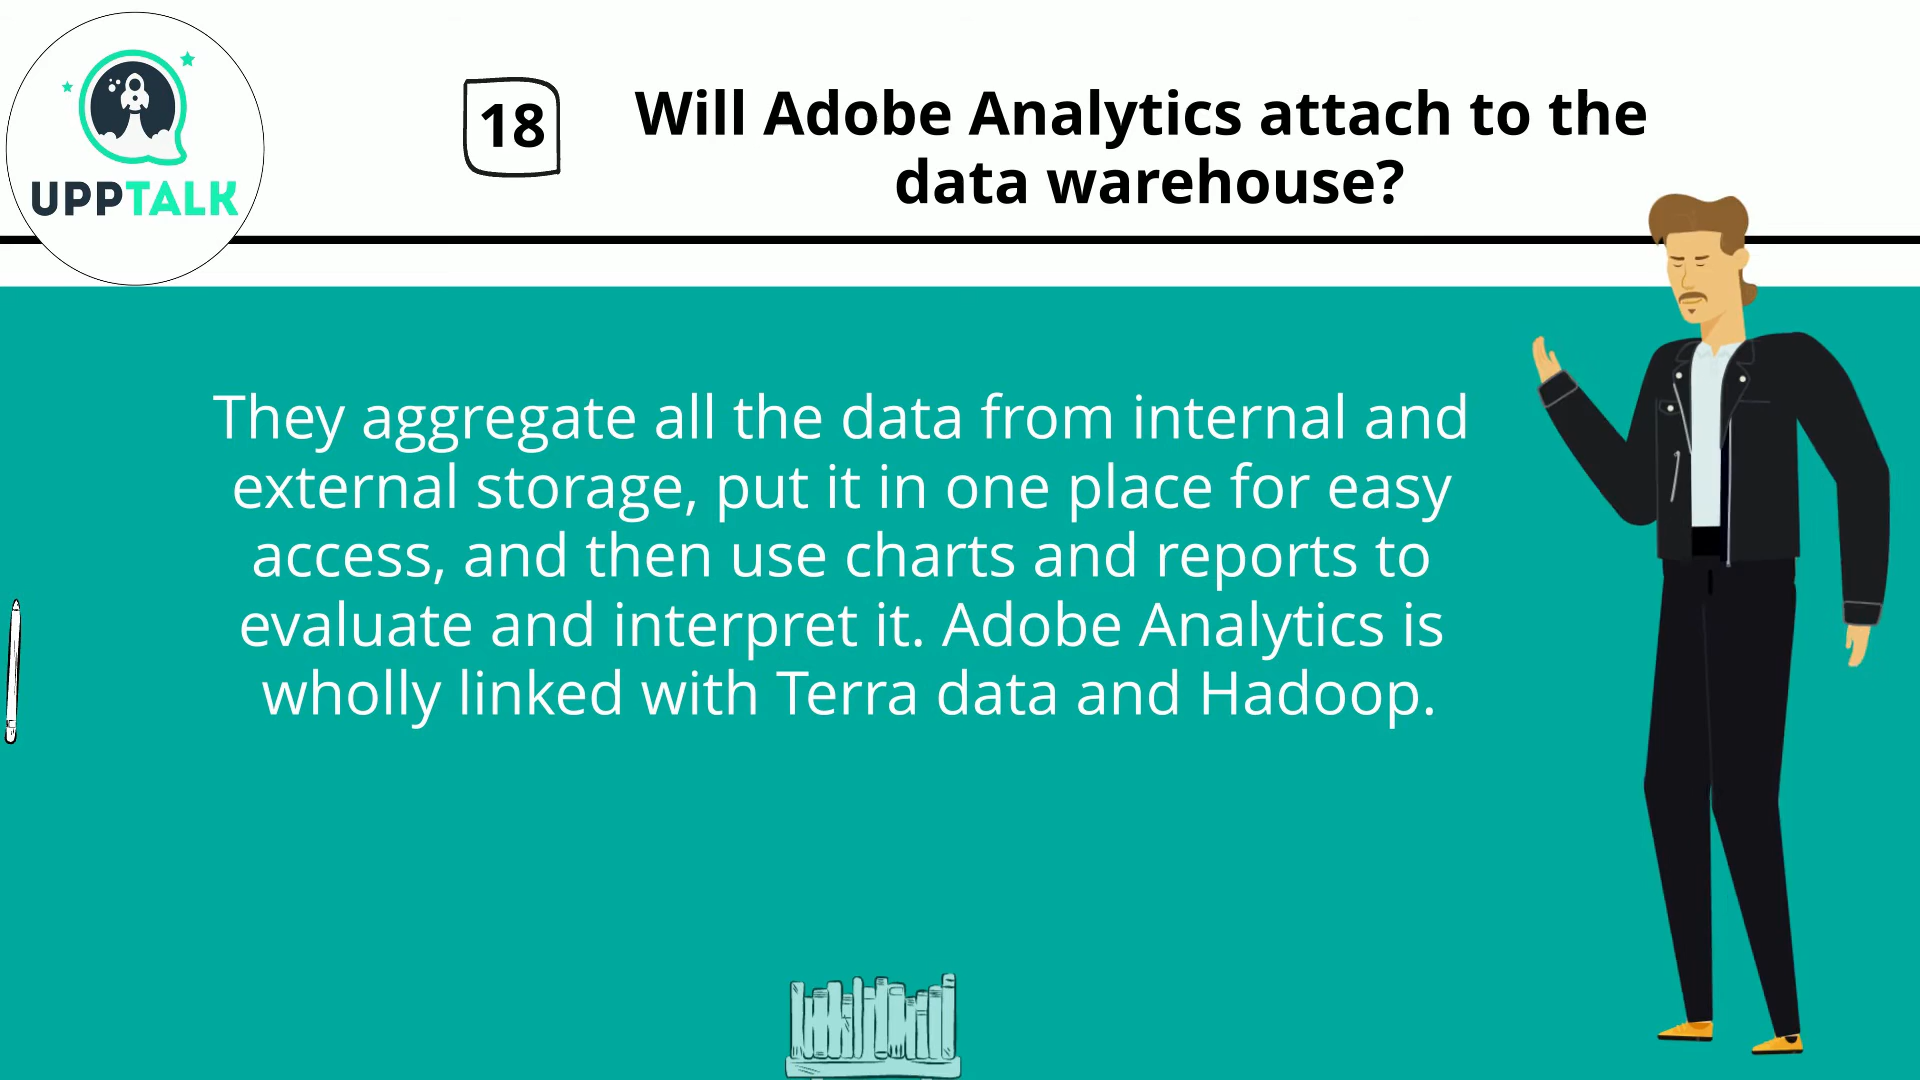 UPPTALK
18
Will Adobe Analytics attach to the
data warehouse?
They aggregate all the data from internal and
external storage, put it in one place for easy
access, and then use charts and reports to
evaluate and interpret it. Adobe Analytics is
wholly linked with Terra data and Hadoop.